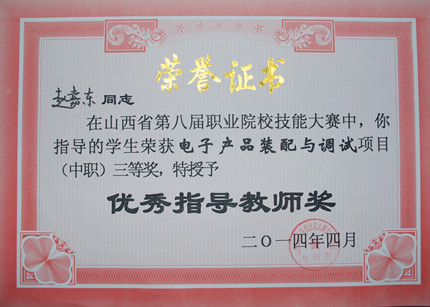 荣誉证书
赵嘉东 同志
在山西省第八届职业院校技能大赛中，你
指导的学生荣获电子产品装配与调试项目
（中职）三等奖，特授予
优秀指导教师奖
二〇一四年四月